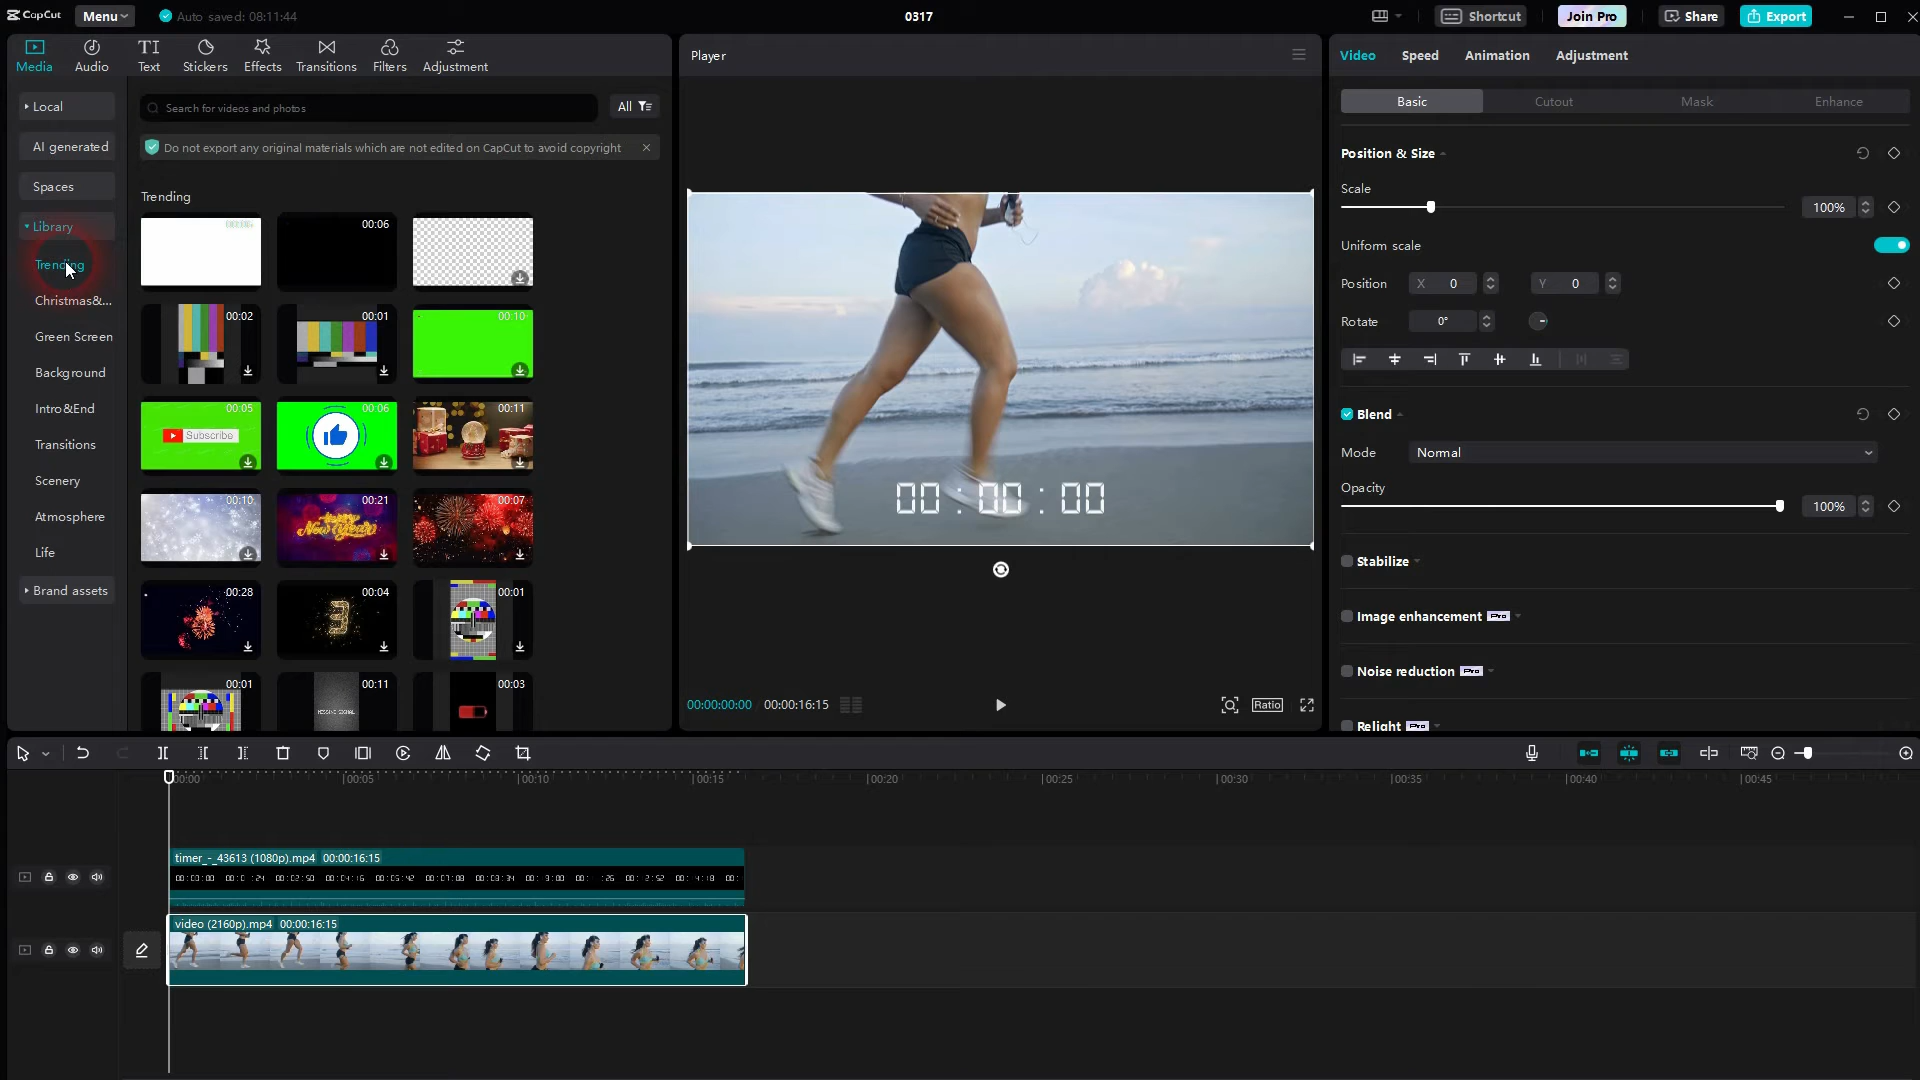 CapCut
Menu
Auto saved: 08:11:44
0317
Shortcut
Join Pro
Share
Export
Media
Audio
Text
Stickers
Effects
Transitions
Filters
Adjustment
Local
AI generated
Spaces
Library
Trending
Christmas&...
Green Screen
Background
Intro&End
Transitions
Scenery
Atmosphere
Life
Brand assets
Search for videos and photos
All
Do not export any original materials which are not edited on CapCut to avoid copyright
Trending
00:06
00:02
00:01
00:10
00:05
Subscribe
00:06
00:11
00:10
00:21
Happy New Year
00:07
00:28
00:04
3
00:01
00:01
00:11
MISSING SIGNAL
00:03
Player
00 : 00 : 00
00:00:00:00
00:00:16:15
Ratio
Video
Speed
Animation
Adjustment
Basic
Cutout
Mask
Enhance
Position & Size
Scale
100%
Uniform scale
Position
X 0
Y 0
Rotate
0°
Blend
Mode
Normal
Opacity
100%
Stabilize
Image enhancement Pro
Noise reduction Pro
Relight Pro
00:00
00:05
00:10
00:15
00:20
00:25
00:30
00:35
00:40
00:45
timer_-_43613 (1080p).mp4 00:00:16:15
video (2160p).mp4 00:00:16:15